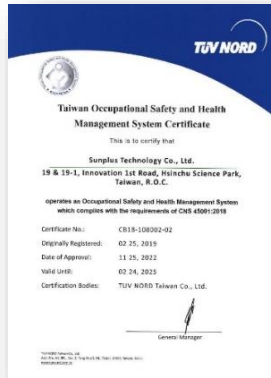 TÜV NORD
Taiwan Occupational Safety and Health
Management System Certificate
This is to certify that
Sunplus Technology Co., Ltd.
19 & 19-1, Innovation 1st Road, Hsinchu Science Park,
Taiwan, R.O.C.
operates an Occupational Safety and Health Management System
which complies with the requirements of CNS 45001:2018
Certificate No.: CB18-108002-02
Originally Registered: 02 25, 2019
Date of Approval: 11 25, 2022
Valid Until: 02 24, 2025
Certification Bodies: TUV NORD Taiwan Co., Ltd.
General Manager